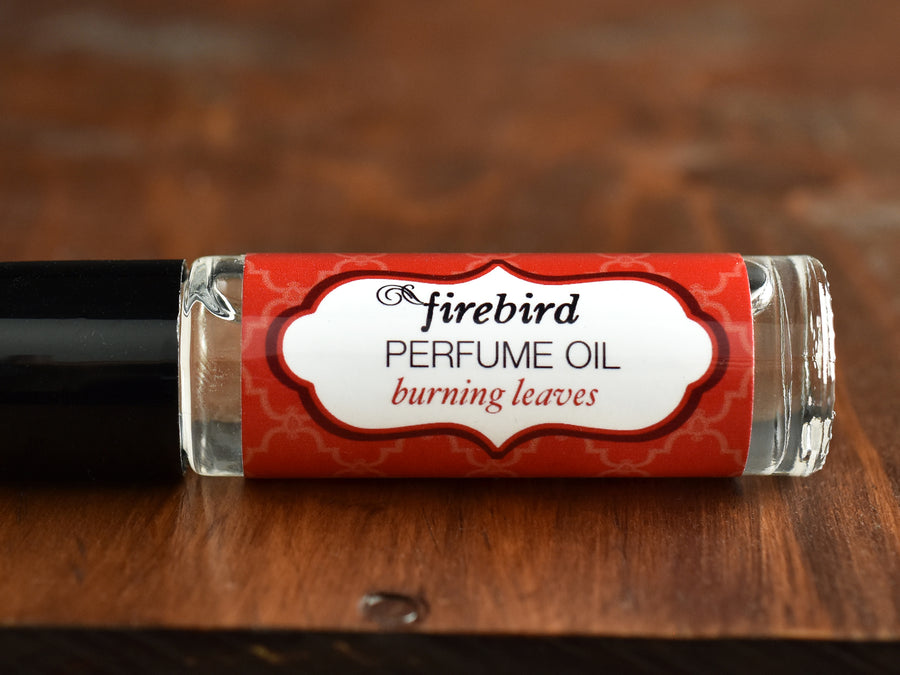 firebird
PERFUME OIL
burning leaves